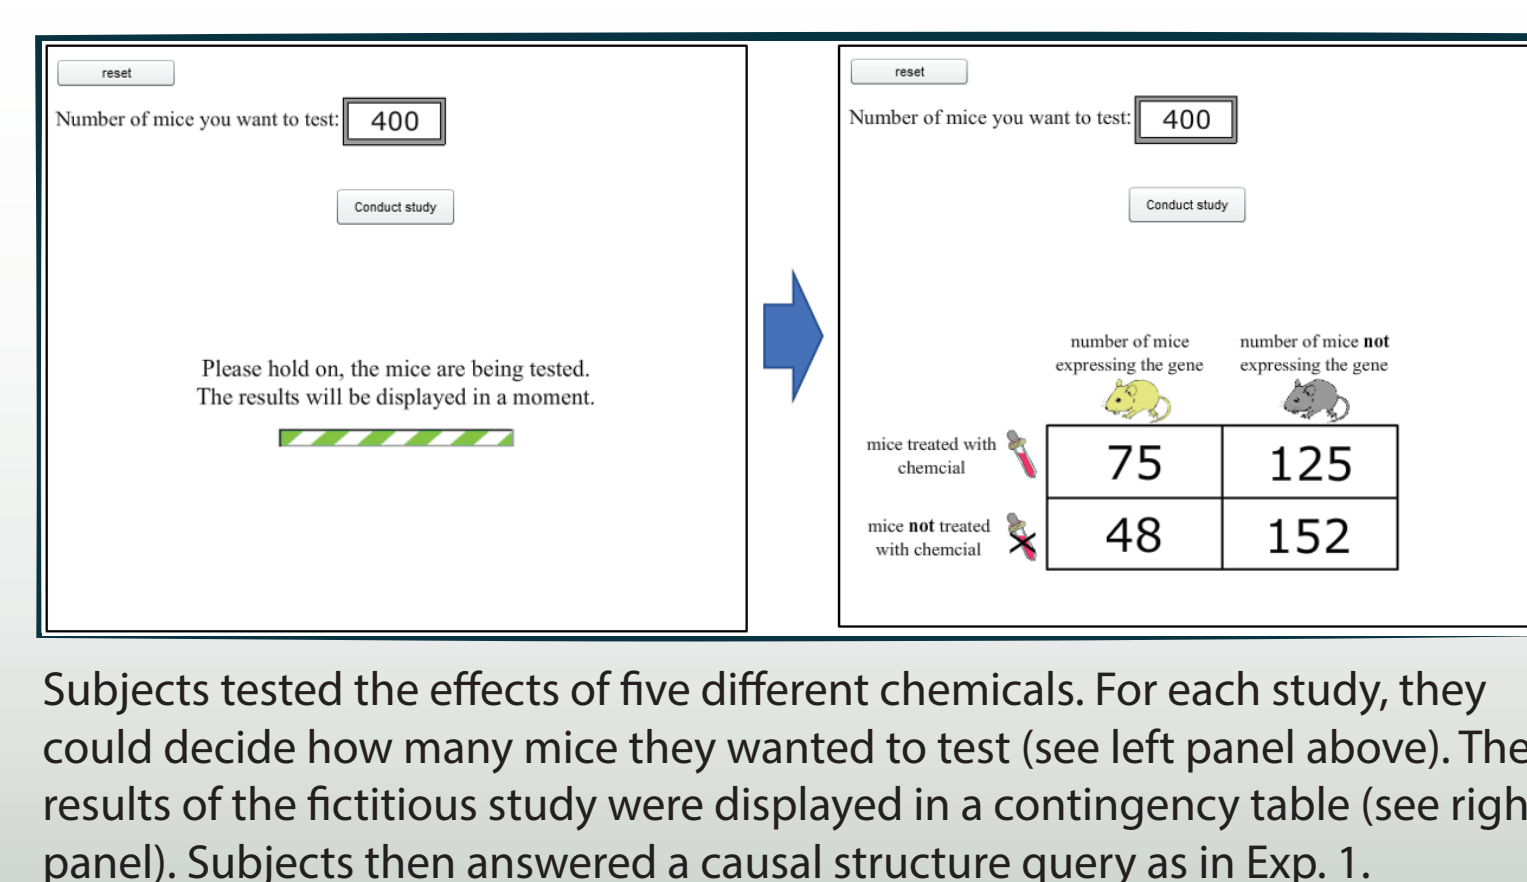 reset
Number of mice you want to test: 400
Conduct study
Please hold on, the mice are being tested.
The results will be displayed in a moment.
reset
Number of mice you want to test: 400
Conduct study
number of mice
expressing the gene
number of mice not
expressing the gene
mice treated with
chemcial
75 125
mice not treated
with chemcial
48 152
Subjects tested the effects of five different chemicals. For each study, they
could decide how many mice they wanted to test (see left panel above). The
results of the fictitious study were displayed in a contingency table (see righ
panel). Subjects then answered a causal structure query as in Exp. 1.